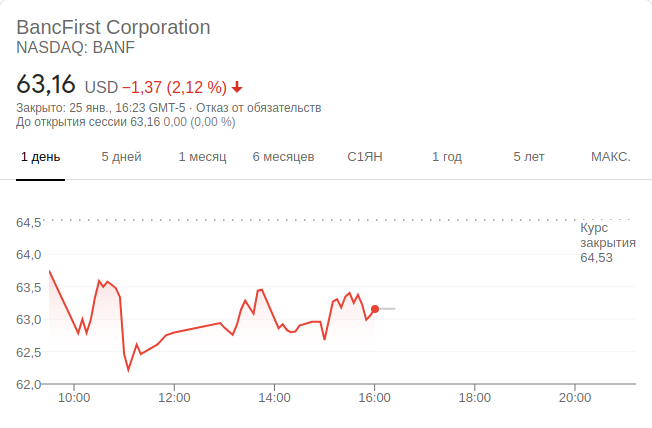 BancFirst Corporation
NASDAQ: BANF
63,16 USD −1,37 (2,12 %)
Закрыто: 25 янв., 16:23 GMT-5 · Отказ от обязательств
До открытия сессии 63,16 0,00 (0,00 %)
1 день 5 дней 1 месяц 6 месяцев С1ЯН 1 год 5 лет МАКС.
64,5
Курс
закрытия
64,53
64,0
63,5
63,0
62,5
62,0
10:00 12:00 14:00 16:00 18:00 20:00